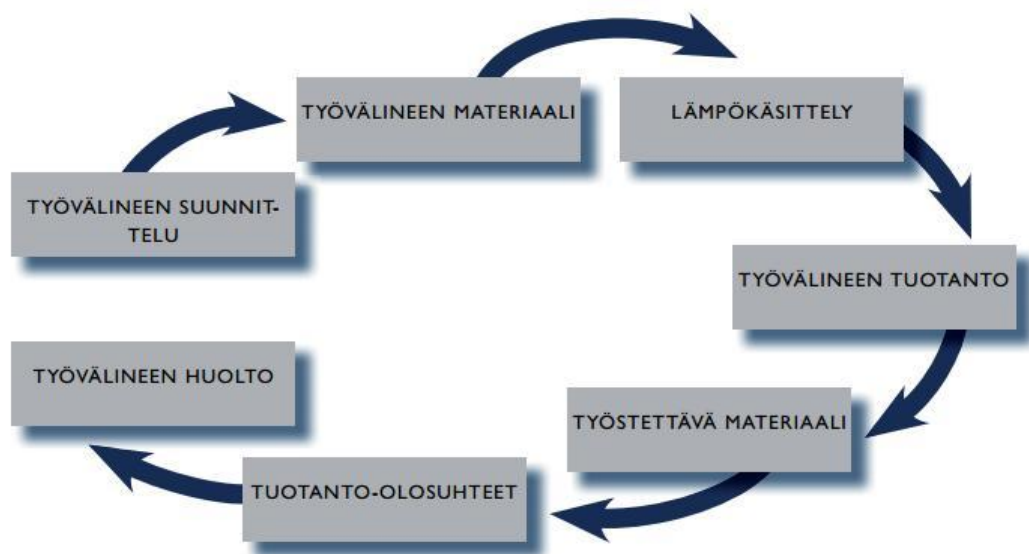 TYÖVÄLINEEN MATERIAALI
LÄMPÖKÄSITTELY
TYÖVÄLINEEN SUUNNIT-
TELU
TYÖVÄLINEEN TUOTANTO
TYÖVÄLINEEN HUOLTO
TYÖSTETTÄVÄ MATERIAALI
TUOTANTO-OLOSUHTEET